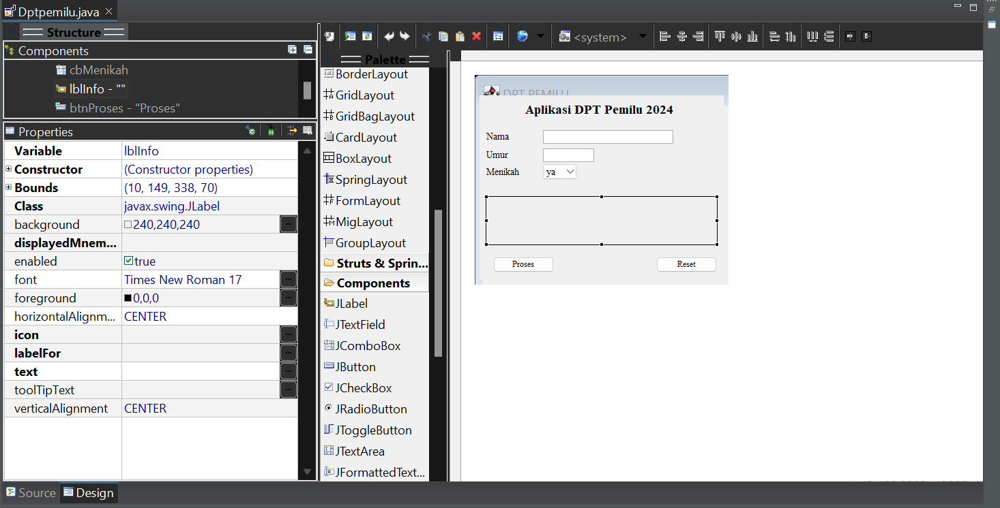 Dptpemilu.java
Structure
Components
cbMenikah
lblInfo - ""
btnProses - "Proses"
Properties
Variable lblInfo
Constructor (Constructor properties)
Bounds (10, 149, 338, 70)
Class javax.swing.JLabel
background 240,240,240
displayedMnem...
enabled true
font Times New Roman 17
foreground 0,0,0
horizontalAlignm... CENTER
icon
labelFor
text
toolTipText
verticalAlignment CENTER
Source Design
<system>
Palette
BorderLayout
GridLayout
GridBagLayout
CardLayout
BoxLayout
SpringLayout
FormLayout
MigLayout
GroupLayout
Struts & Sprin...
Components
JLabel
JTextField
JComboBox
JButton
JCheckBox
JRadioButton
JToggleButton
JTextArea
JFormattedText...
DPT PEMILU
Aplikasi DPT Pemilu 2024
Nama
Umur
Menikah ya
Proses Reset